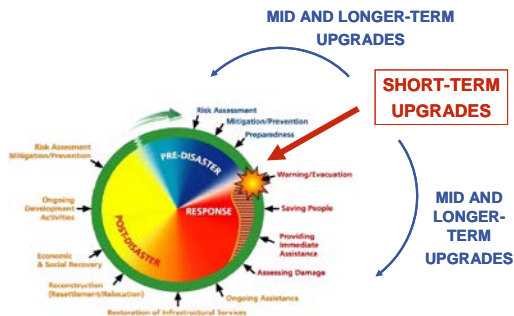 MID AND LONGER-TERM
UPGRADES
SHORT-TERM
UPGRADES
Risk Assessment
Mitigation/Prevention
Preparedness
Risk Assesment
Mitigation/Prevention
PRE-DISASTER
Warning/Evacuation
Ongoing
Development
Activities
RESPONSE
Saving People
MID AND
LONGER-
TERM
UPGRADES
POST-DISASTER
Providing
Immediate
Assistance
Economic
& Social Recovery
Assessing Damage
Reconstruction
(Resettlement/Relocation)
Ongoing Assistance
Restoration of Infrastructural Services